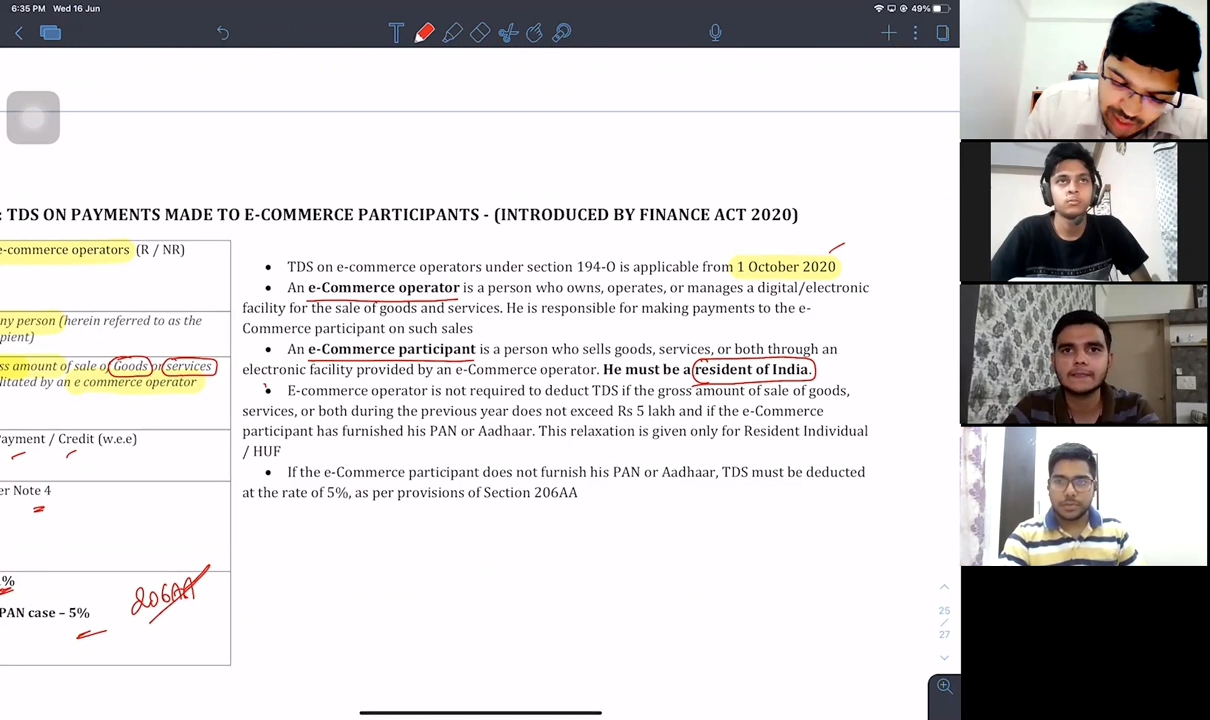 6:35 PM Wed 16 Jun
49%
: TDS ON PAYMENTS MADE TO E-COMMERCE PARTICIPANTS - (INTRODUCED BY FINANCE ACT 2020)
e-commerce operators (R / NR)
ny person (herein referred to as the
pient)
ss amount of sale of Goods or services
litated by an e commerce operator
Payment / Credit (w.e.e)
er Note 4
%
PAN case – 5%
206AA
• TDS on e-commerce operators under section 194-O is applicable from 1 October 2020
• An e-Commerce operator is a person who owns, operates, or manages a digital/electronic
facility for the sale of goods and services. He is responsible for making payments to the e-
Commerce participant on such sales
• An e-Commerce participant is a person who sells goods, services, or both through an
electronic facility provided by an e-Commerce operator. He must be a resident of India.
• E-commerce operator is not required to deduct TDS if the gross amount of sale of goods,
services, or both during the previous year does not exceed Rs 5 lakh and if the e-Commerce
participant has furnished his PAN or Aadhaar. This relaxation is given only for Resident Individual
/ HUF
• If the e-Commerce participant does not furnish his PAN or Aadhaar, TDS must be deducted
at the rate of 5%, as per provisions of Section 206AA
25
/
27